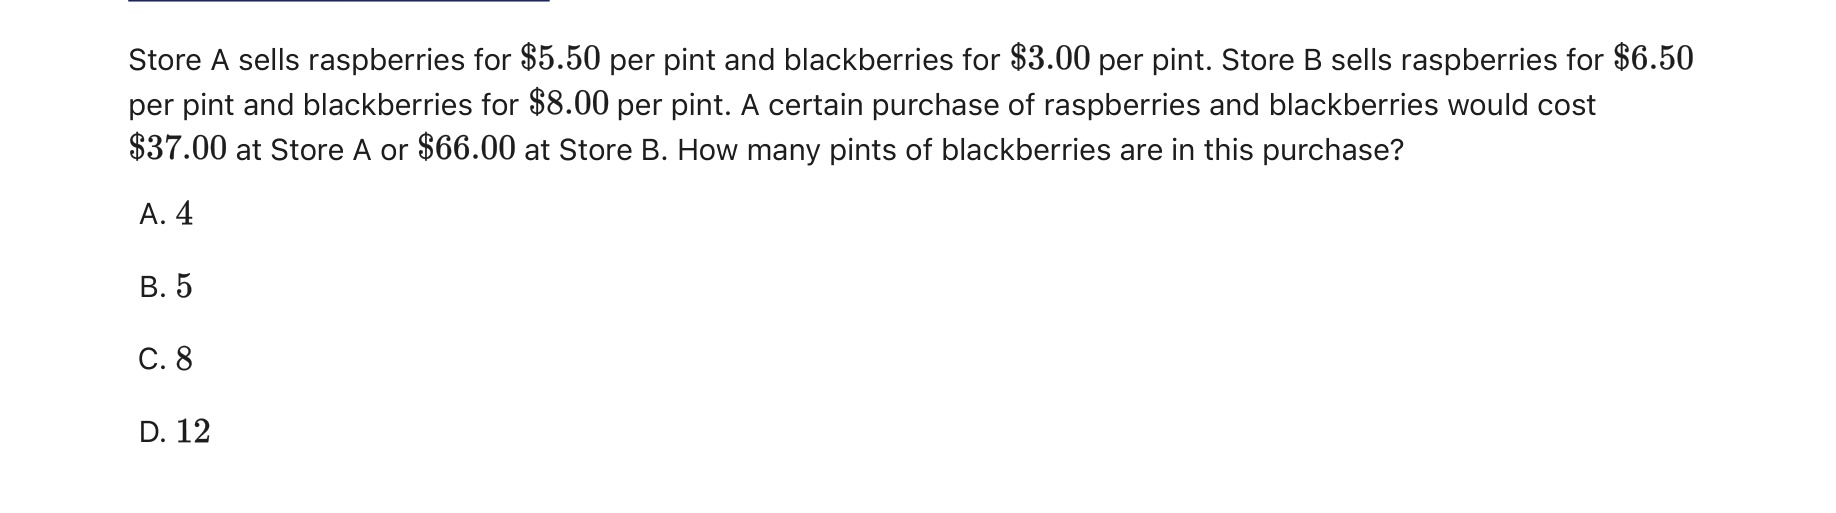 Store A sells raspberries for $5.50 per pint and blackberries for $3.00 per pint. Store B sells raspberries for $6.50
per pint and blackberries for $8.00 per pint. A certain purchase of raspberries and blackberries would cost
$37.00 at Store A or $66.00 at Store B. How many pints of blackberries are in this purchase?
A. 4
B. 5
C. 8
D. 12